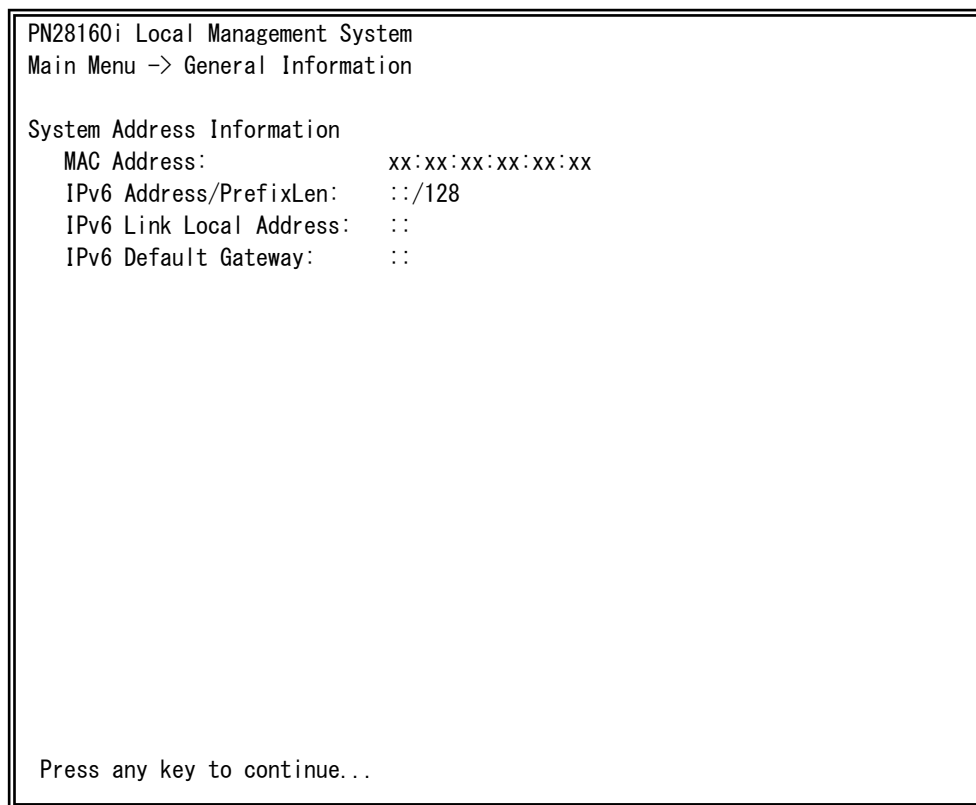 PN28160i Local Management System
Main Menu -> General Information
System Address Information
MAC Address: xx:xx:xx:xx:xx:xx
IPv6 Address/PrefixLen: ::/128
IPv6 Link Local Address: ::
IPv6 Default Gateway: ::
Press any key to continue...